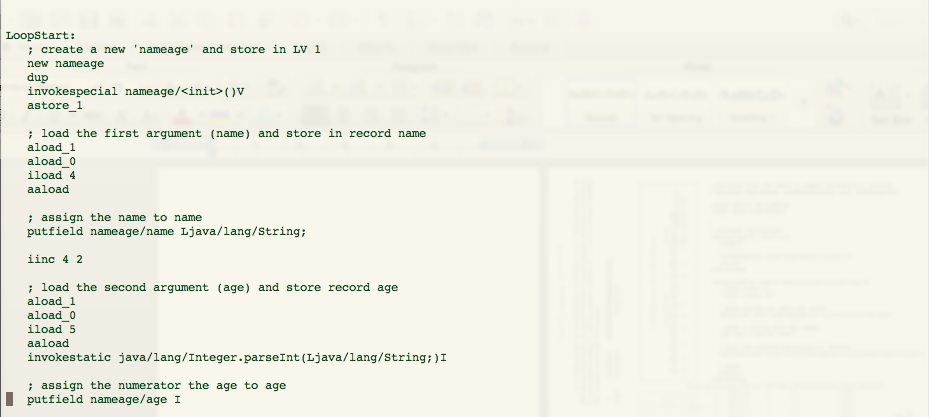 LoopStart:
; create a new 'nameage' and store in LV 1
new nameage
dup
invokespecial nameage/<init>()V
astore_1
; load the first argument (name) and store in record name
aload_1
aload_0
iload 4
aaload
; assign the name to name
putfield nameage/name Ljava/lang/String;
iinc 4 2
; load the second argument (age) and store record age
aload_1
aload_0
iload 5
aaload
invokestatic java/lang/Integer.parseInt(Ljava/lang/String;)I
; assign the numerator the age to age
putfield nameage/age I